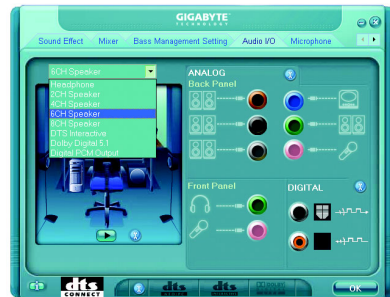 GIGABYTE
TECHNOLOGY
Sound Effect Mixer Bass Management Setting Audio I/O Microphone
6CH Speaker
Headphone
2CH Speaker
4CH Speaker
6CH Speaker
8CH Speaker
DTS Interactive
Dolby Digital 5.1
Digital PCM Output
ANALOG
Back Panel
Front Panel
DIGITAL
dts
CONNECT
dts
dts
OK